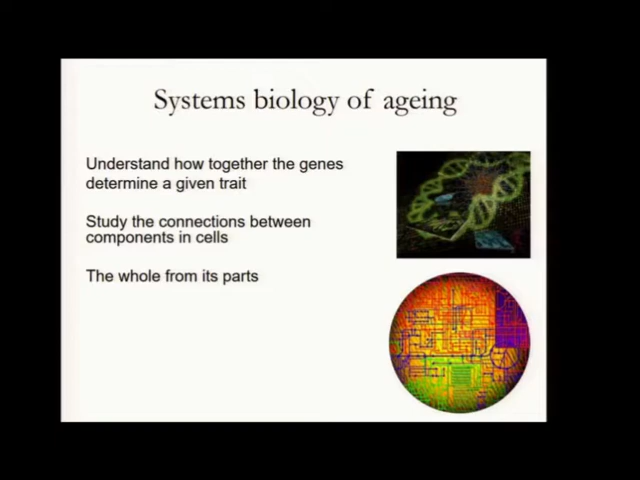 Systems biology of ageing
Understand how together the genes
determine a given trait
Study the connections between
components in cells
The whole from its parts